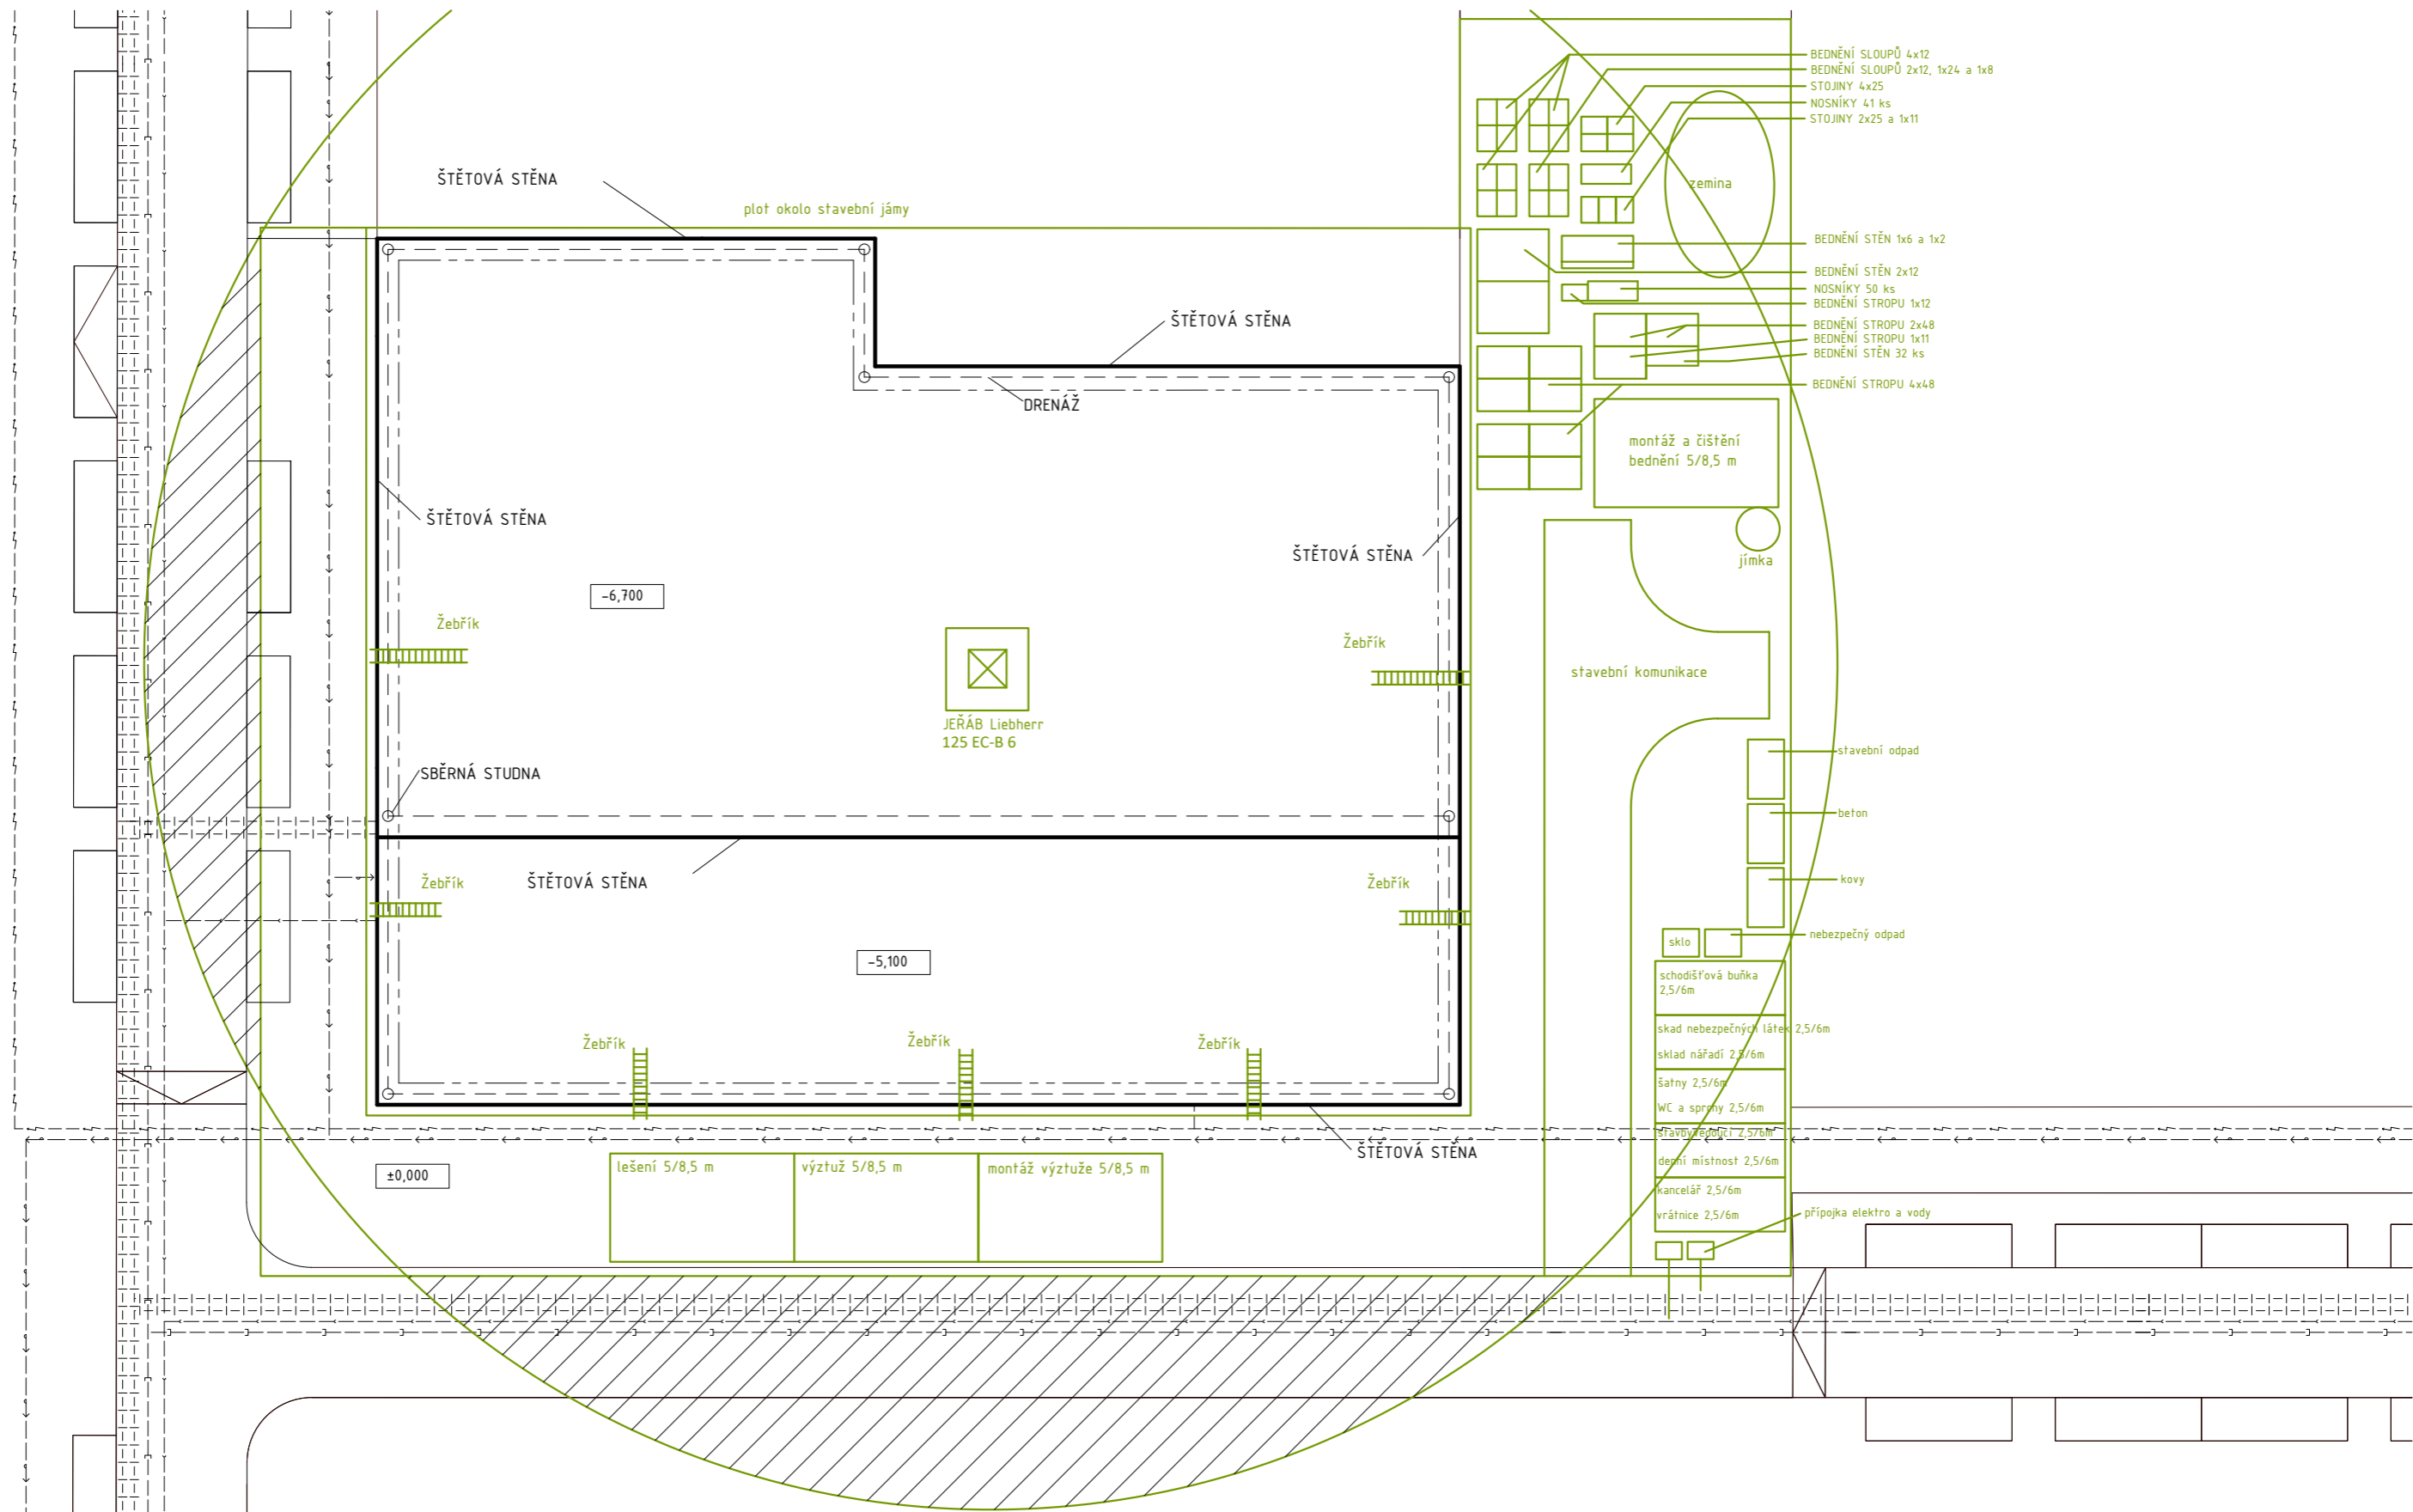 BEDNĚNÍ SLOUPŮ 4x12
BEDNĚNÍ SLOUPŮ 2x12, 1x24 a 1x8
STOJINY 4x25
NOSNÍKY 41 ks
STOJINY 2x25 a 1x11
ŠTĚTOVÁ STĚNA
zemina
plot okolo stavební jámy
BEDNĚNÍ STĚN 1x6 a 1x2
BEDNĚNÍ STĚN 2x12
NOSNÍKY 50 ks
BEDNĚNÍ STROPU 1x12
ŠTĚTOVÁ STĚNA
BEDNĚNÍ STROPU 2x48
BEDNĚNÍ STROPU 1x11
BEDNĚNÍ STĚN 32 ks
BEDNĚNÍ STROPU 4x48
DRENÁŽ
montáž a čištění
bednění 5/8,5 m
ŠTĚTOVÁ STĚNA
ŠTĚTOVÁ STĚNA
jímka
-6,700
Žebřík
Žebřík
stavební komunikace
JEŘÁB Liebherr
125 EC-B 6
stavební odpad
SBĚRNÁ STUDNA
beton
Žebřík
ŠTĚTOVÁ STĚNA
Žebřík
kovy
sklo
nebezpečný odpad
-5,100
schodišťová buňka
2,5/6m
skad nebezpečných látek 2,5/6m
Žebřík
Žebřík
Žebřík
sklad nářadí 2,5/6m
šatny 2,5/6m
WC a sprchy 2,5/6m
stavbyvedoucí 2,5/6m
ŠTĚTOVÁ STĚNA
denní místnost 2,5/6m
±0,000
lešení 5/8,5 m
výztuž 5/8,5 m
montáž výztuže 5/8,5 m
kancelář 2,5/6m
vrátnice 2,5/6m
přípojka elektro a vody